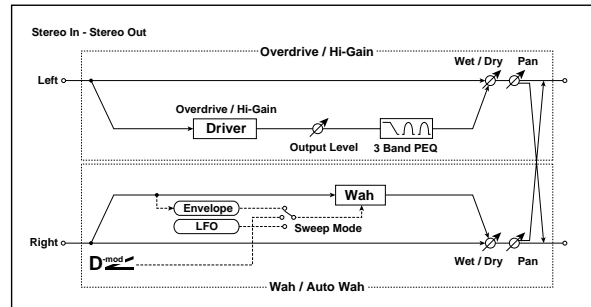 Stereo In - Stereo Out
Overdrive / Hi-Gain
Wet / Dry
Pan
Left
Overdrive / Hi-Gain
Driver
Output Level
3 Band PEQ
Envelope
LFO
Sweep Mode
Wah
Right
D-mod
Wet / Dry
Pan
Wah / Auto Wah